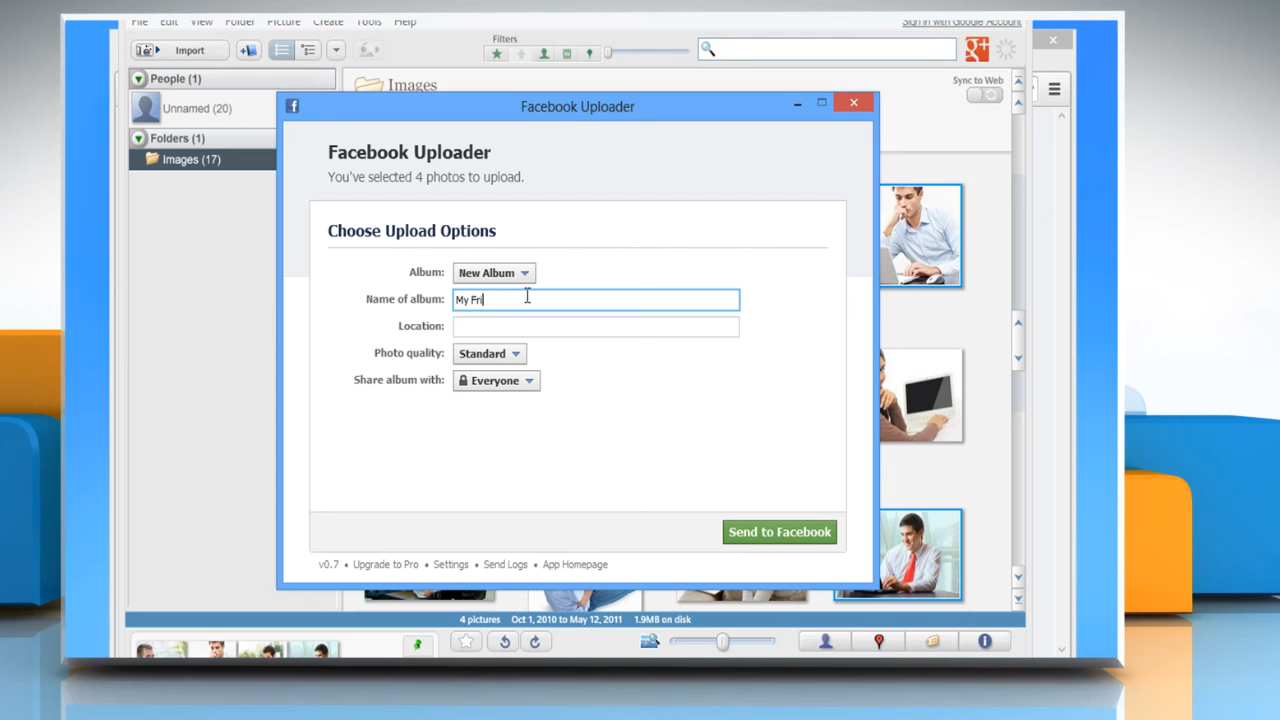 File Edit View Folder Picture Create Tools Help
Sign in with Google Account
Import
Filters
People (1)
Unnamed (20)
Folders (1)
Images (17)
Images
Sync to Web
Facebook Uploader
Facebook Uploader
You've selected 4 photos to upload.
Choose Upload Options
Album: New Album
Name of album: My Fri
Location:
Photo quality: Standard
Share album with: Everyone
Send to Facebook
v0.7 • Upgrade to Pro • Settings • Send Logs • App Homepage
4 pictures Oct 1, 2010 to May 12, 2011 1.9MB on disk